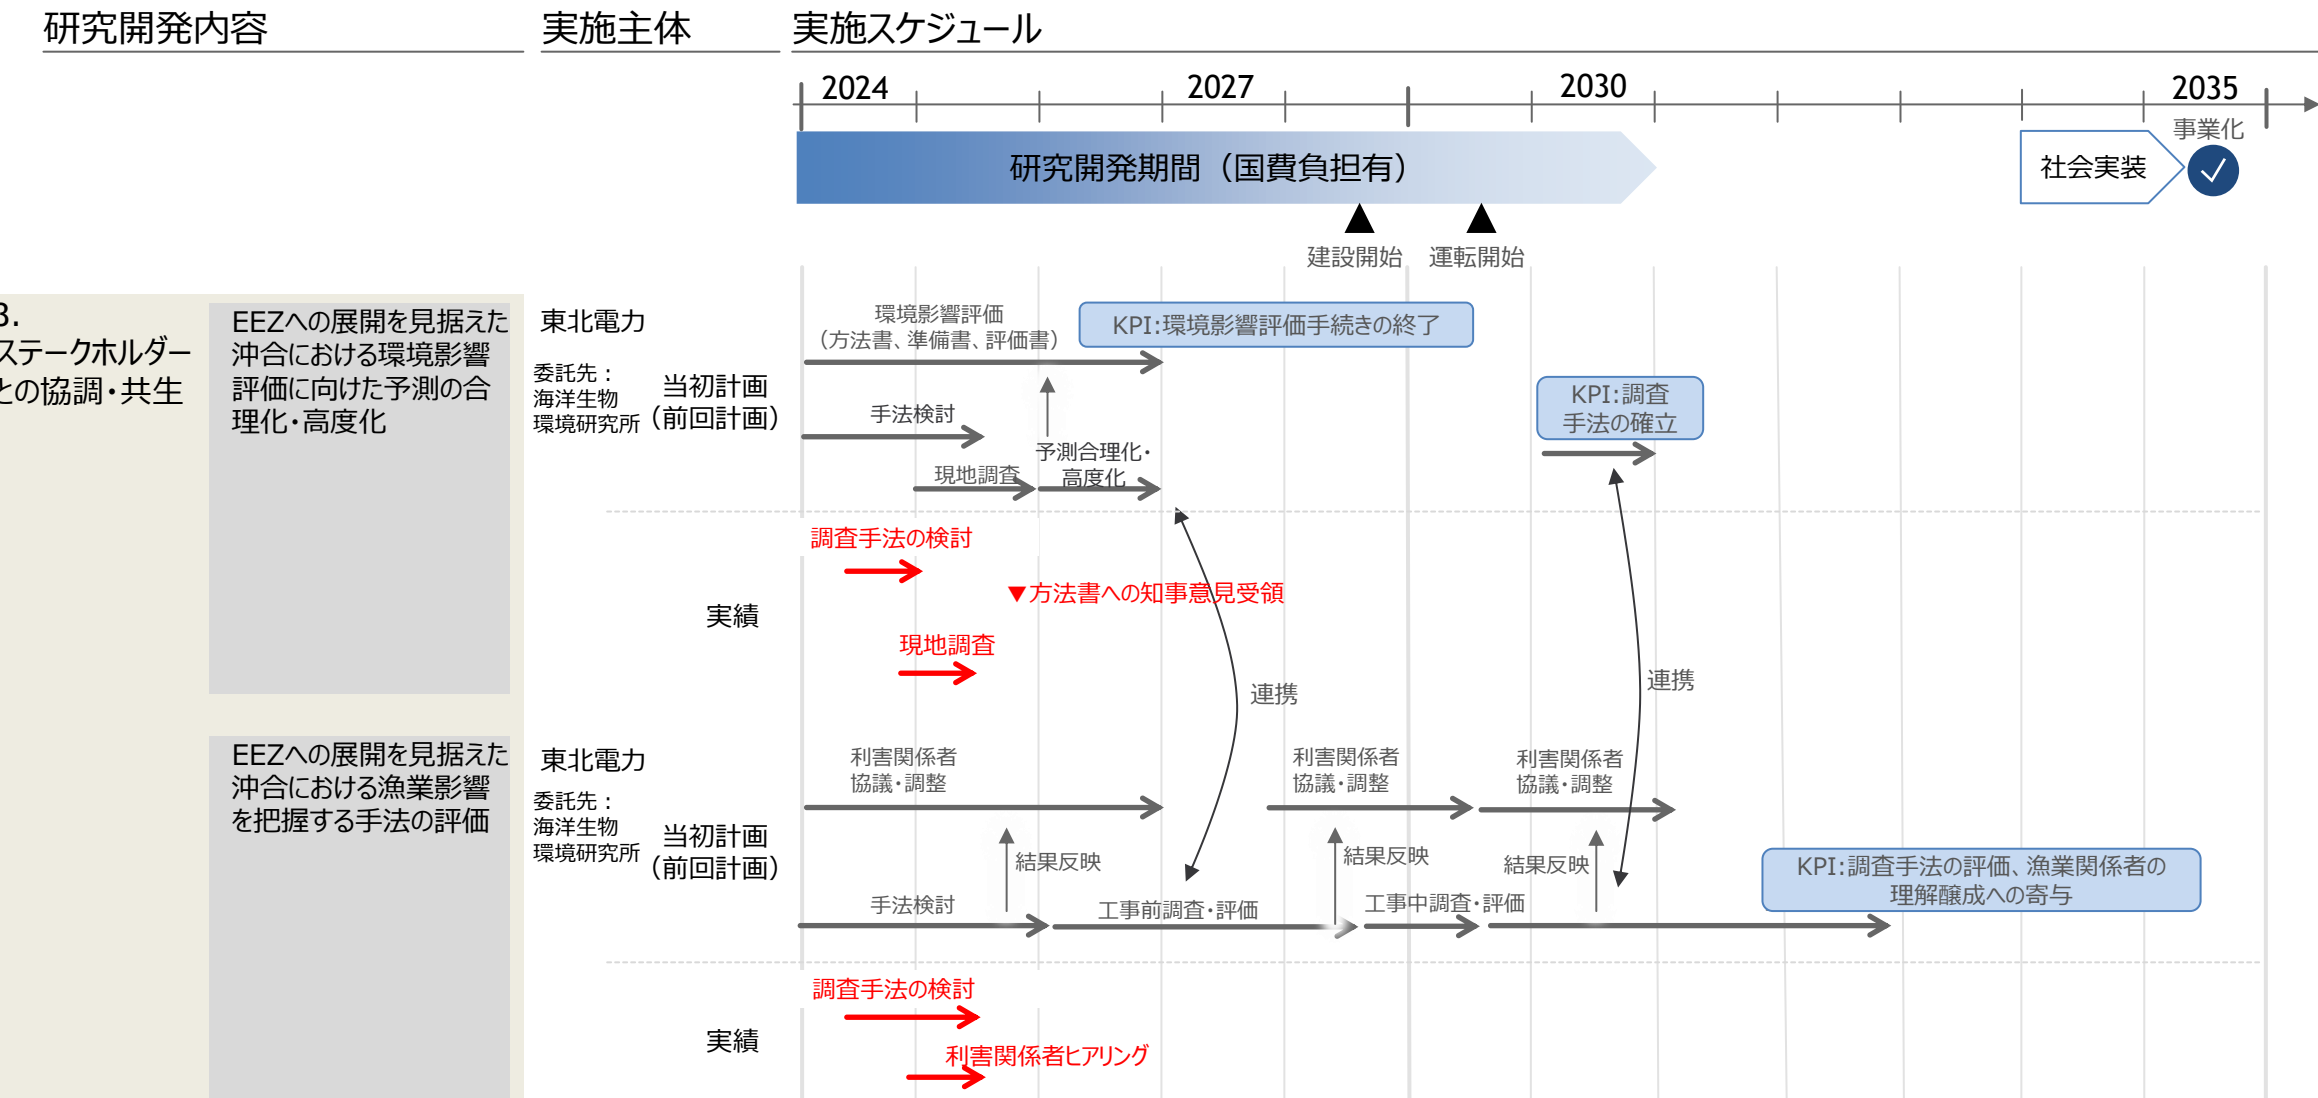 研究開発内容
実施主体
実施スケジュール
2024
2027
2030
2035
事業化
研究開発期間（国費負担有）
社会実装
建設開始
運転開始
3.
ステークホルダー
との協調・共生
EEZへの展開を見据えた
沖合における環境影響
評価に向けた予測の合
理化・高度化
東北電力
委託先：
海洋生物
環境研究所
当初計画
（前回計画）
環境影響評価
（方法書、準備書、評価書）
KPI:環境影響評価手続きの終了
手法検討
予測合理化・
高度化
現地調査
KPI:調査
手法の確立
実績
調査手法の検討
▼方法書への知事意見受領
現地調査
連携
連携
EEZへの展開を見据えた
沖合における漁業影響
を把握する手法の評価
東北電力
委託先：
海洋生物
環境研究所
当初計画
（前回計画）
利害関係者
協議・調整
利害関係者
協議・調整
利害関係者
協議・調整
結果反映
結果反映
結果反映
手法検討
工事前調査・評価
工事中調査・評価
KPI:調査手法の評価、漁業関係者の
理解醸成への寄与
実績
調査手法の検討
利害関係者ヒアリング